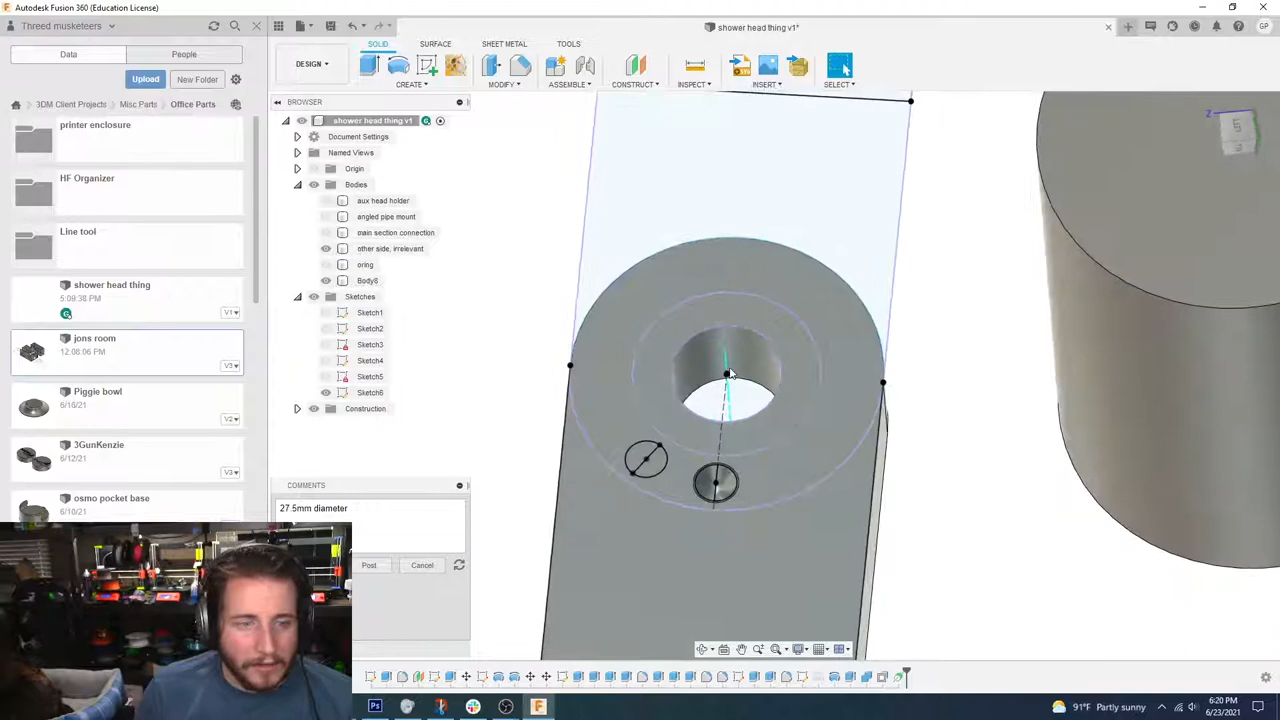 Autodesk Fusion 360 (Education License)
Threed musketeers
shower head thing v1*
GP
Data
People
Upload
New Folder
3DM Client Projects
Misc Parts
Office Parts
printer enclosure
HF Organizer
Line tool
shower head thing
5:09:38 PM
V1
jons room
12:08:06 PM
V3
Piggie bowl
6/16/21
V2
3GunKenzie
6/12/21
V3
osmo pocket base
6/10/21
SOLID
SURFACE
SHEET METAL
TOOLS
DESIGN
CREATE
MODIFY
ASSEMBLE
CONSTRUCT
INSPECT
INSERT
SELECT
BROWSER
shower head thing v1
Document Settings
Named Views
Origin
Bodies
aux head holder
angled pipe mount
main section connection
other side, irrelevant
oring
Body8
Sketches
Sketch1
Sketch2
Sketch3
Sketch4
Sketch5
Sketch6
Construction
COMMENTS
27.5mm diameter
Post
Cancel
Z
91°F Partly sunny
6:20 PM
6/23/2021